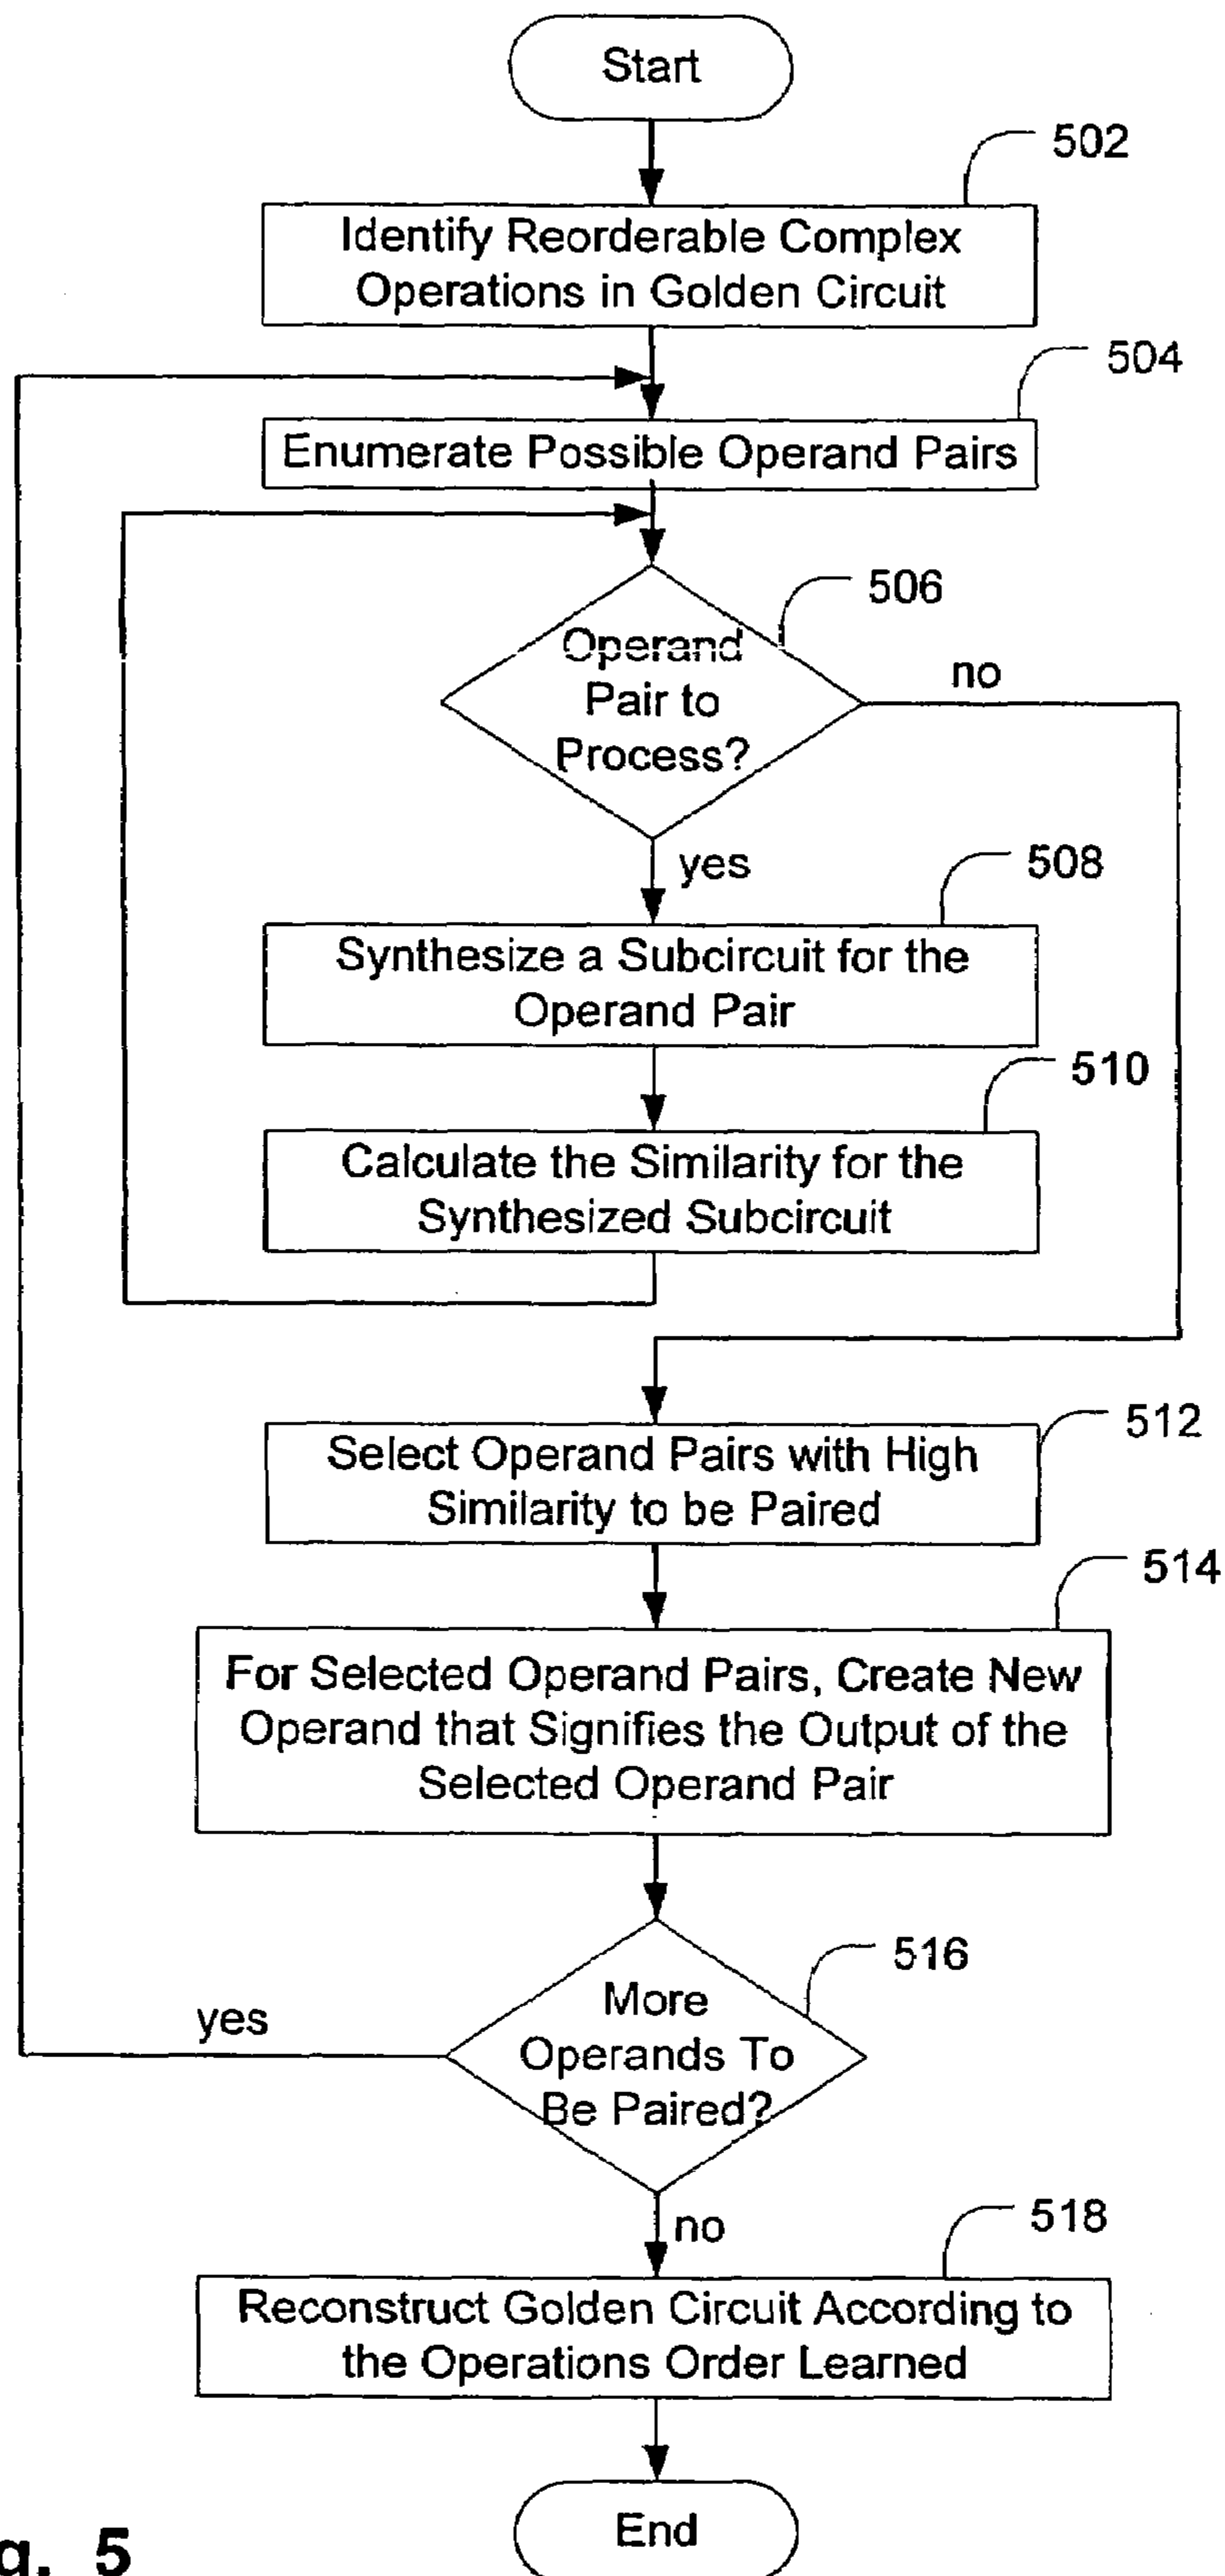 Start
502
Identify Reorderable Complex
Operations in Golden Circuit
504
Enumerate Possible Operand Pairs
506
Operand
Pair to
Process?
no
yes
508
Synthesize a Subcircuit for the
Operand Pair
510
Calculate the Similarity for the
Synthesized Subcircuit
512
Select Operand Pairs with High
Similarity to be Paired
514
For Selected Operand Pairs, Create New
Operand that Signifies the Output of the
Selected Operand Pair
516
More
Operands To
Be Paired?
yes
no
518
Reconstruct Golden Circuit According to
the Operations Order Learned
End
g. 5